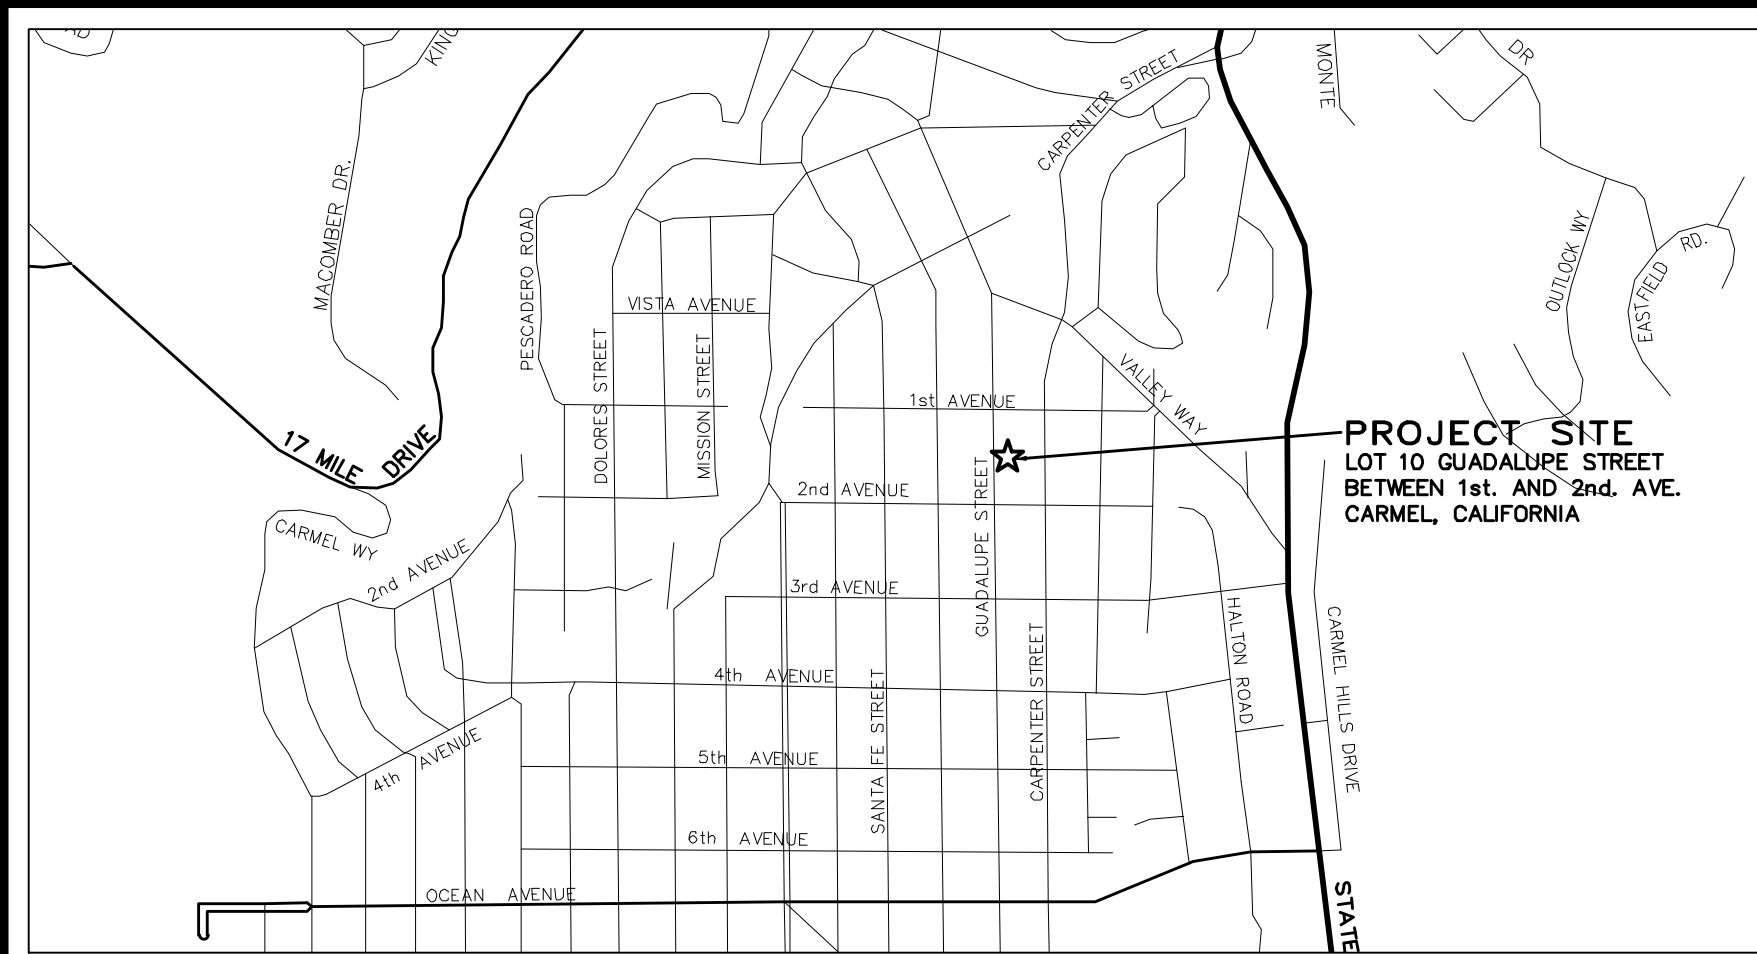 KING
MONTE
DR
CARPENTER STREET
MACOMBER DR.
PESCADERO ROAD
OUTLOCK WY
EASTFIELD RD.
VISTA AVENUE
DOLORES STREET
MISSION STREET
VALLEY WAY
1st AVENUE
PROJECT SITE
LOT 10 GUADALUPE STREET
BETWEEN 1st. AND 2nd. AVE.
CARMEL, CALIFORNIA
17 MILE DRIVE
2nd AVENUE
GUADALUPE STREET
CARMEL WY
2nd AVENUE
3rd AVENUE
HALTON ROAD
CARMEL HILLS DRIVE
CARPENTER STREET
4th AVENUE
SANTA FE STREET
4th AVENUE
5th AVENUE
6th AVENUE
OCEAN AVENUE
STATE